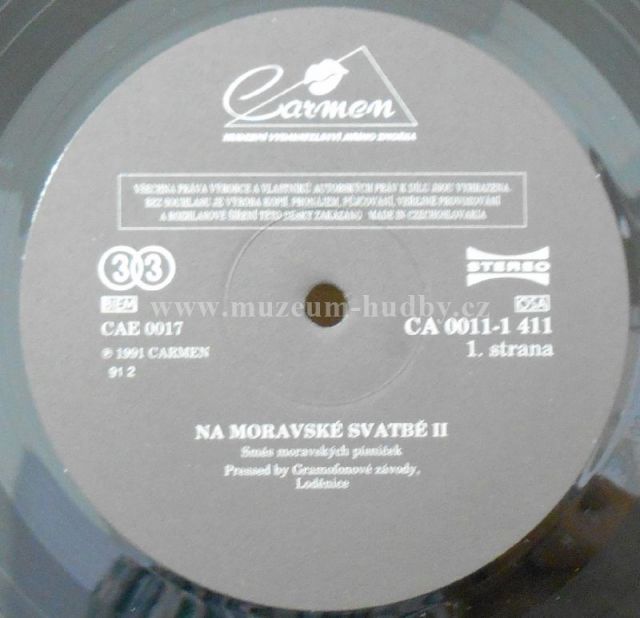 Carmen
HUDEBNÍ VYDAVATELSTVÍ
VŠECHNA PRÁVA VÝROBCE A VLASTNÍKŮ AUTORSKÝCH PRÁV K DÍLU JSOU VYHRAZENA.
BEZ SOUHLASU JE VÝROBA KOPIÍ, PRONÁJEM, PŮJČOVÁNÍ, VEŘEJNÉ PROVOZOVÁNÍ
A ROZHLASOVÉ ŠÍŘENÍ TÉTO DESKY ZAKÁZÁNO. MADE IN CZECHOSLOVAKIA
33 STEREO
BIEM OSA
www.muzeum-hudby.cz
CAE 0017 CA 0011-1 411
℗ 1991 CARMEN 1. strana
91 2
NA MORAVSKÉ SVATBĚ II
Směs moravských písniček
Pressed by Gramofonové závody,
Loděnice